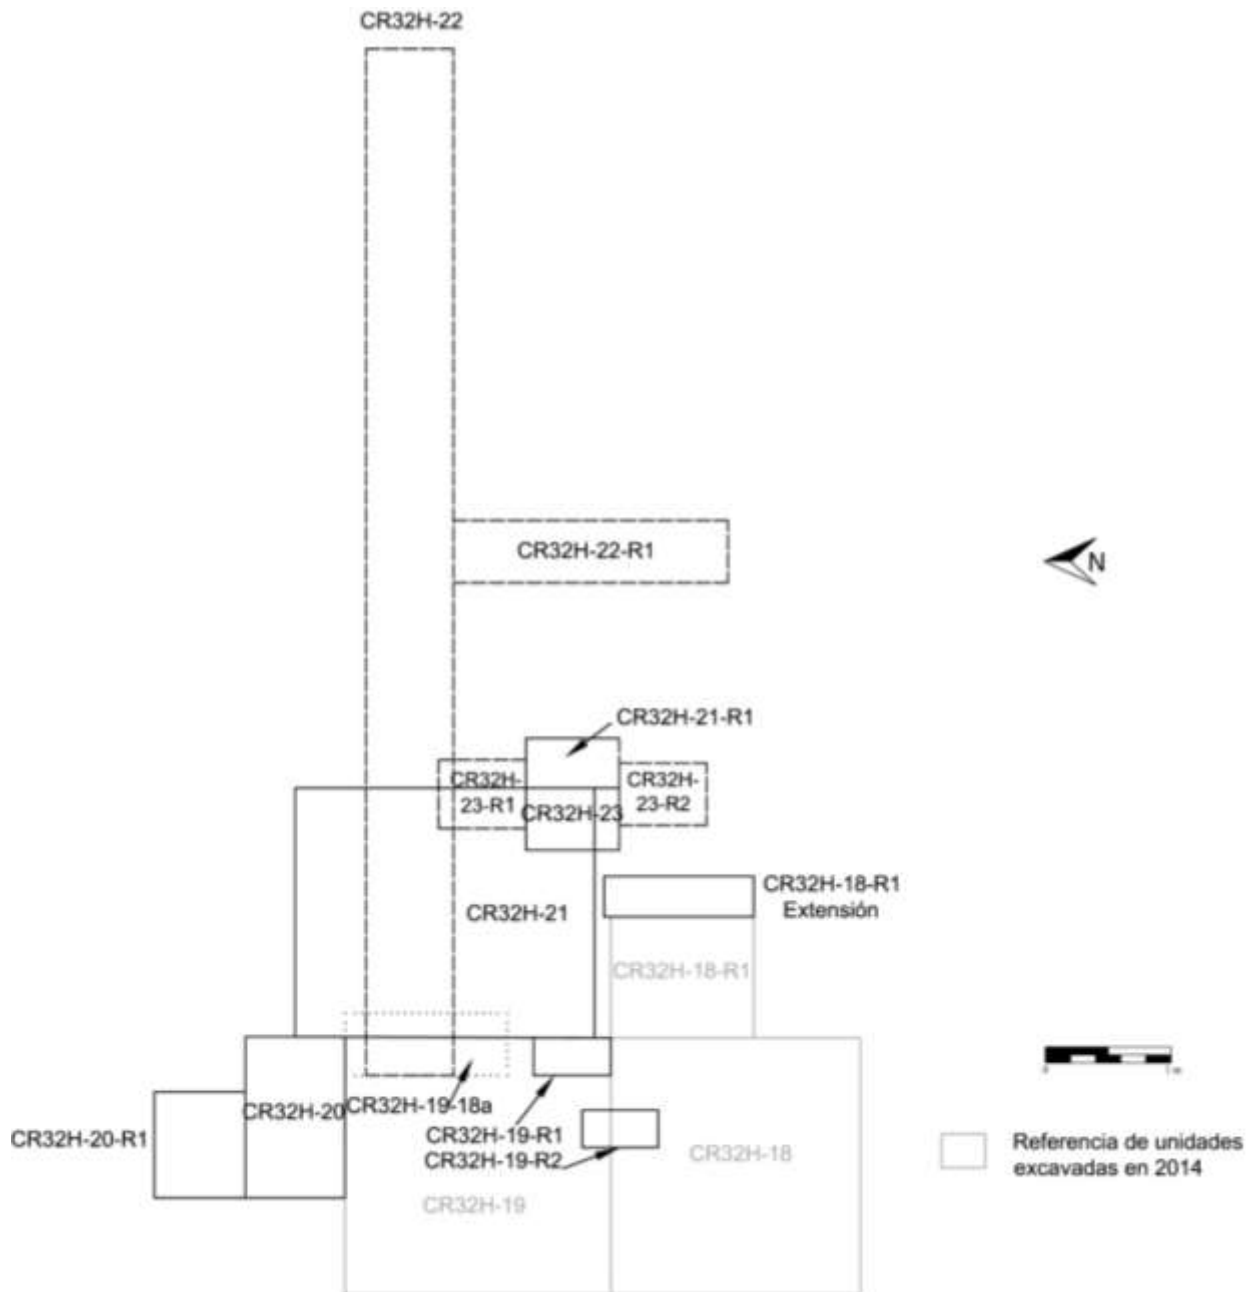 CR32H-22
CR32H-22-R1
N
CR32H-21-R1
CR32H-
23-R1
CR32H-23
CR32H-
23-R2
CR32H-21
CR32H-18-R1
Extensión
CR32H-18-R1
CR32H-20
CR32H-19-18a
CR32H-20-R1
CR32H-19-R1
CR32H-19-R2
CR32H-18
CR32H-19
0 1 m
Referencia de unidades
excavadas en 2014